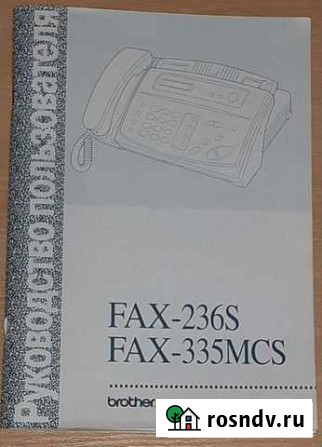 РУКОВОДСТВО ПОЛЬЗОВАТЕЛЯ
FAX-236S
FAX-335MCS
brother
rosndv.ru